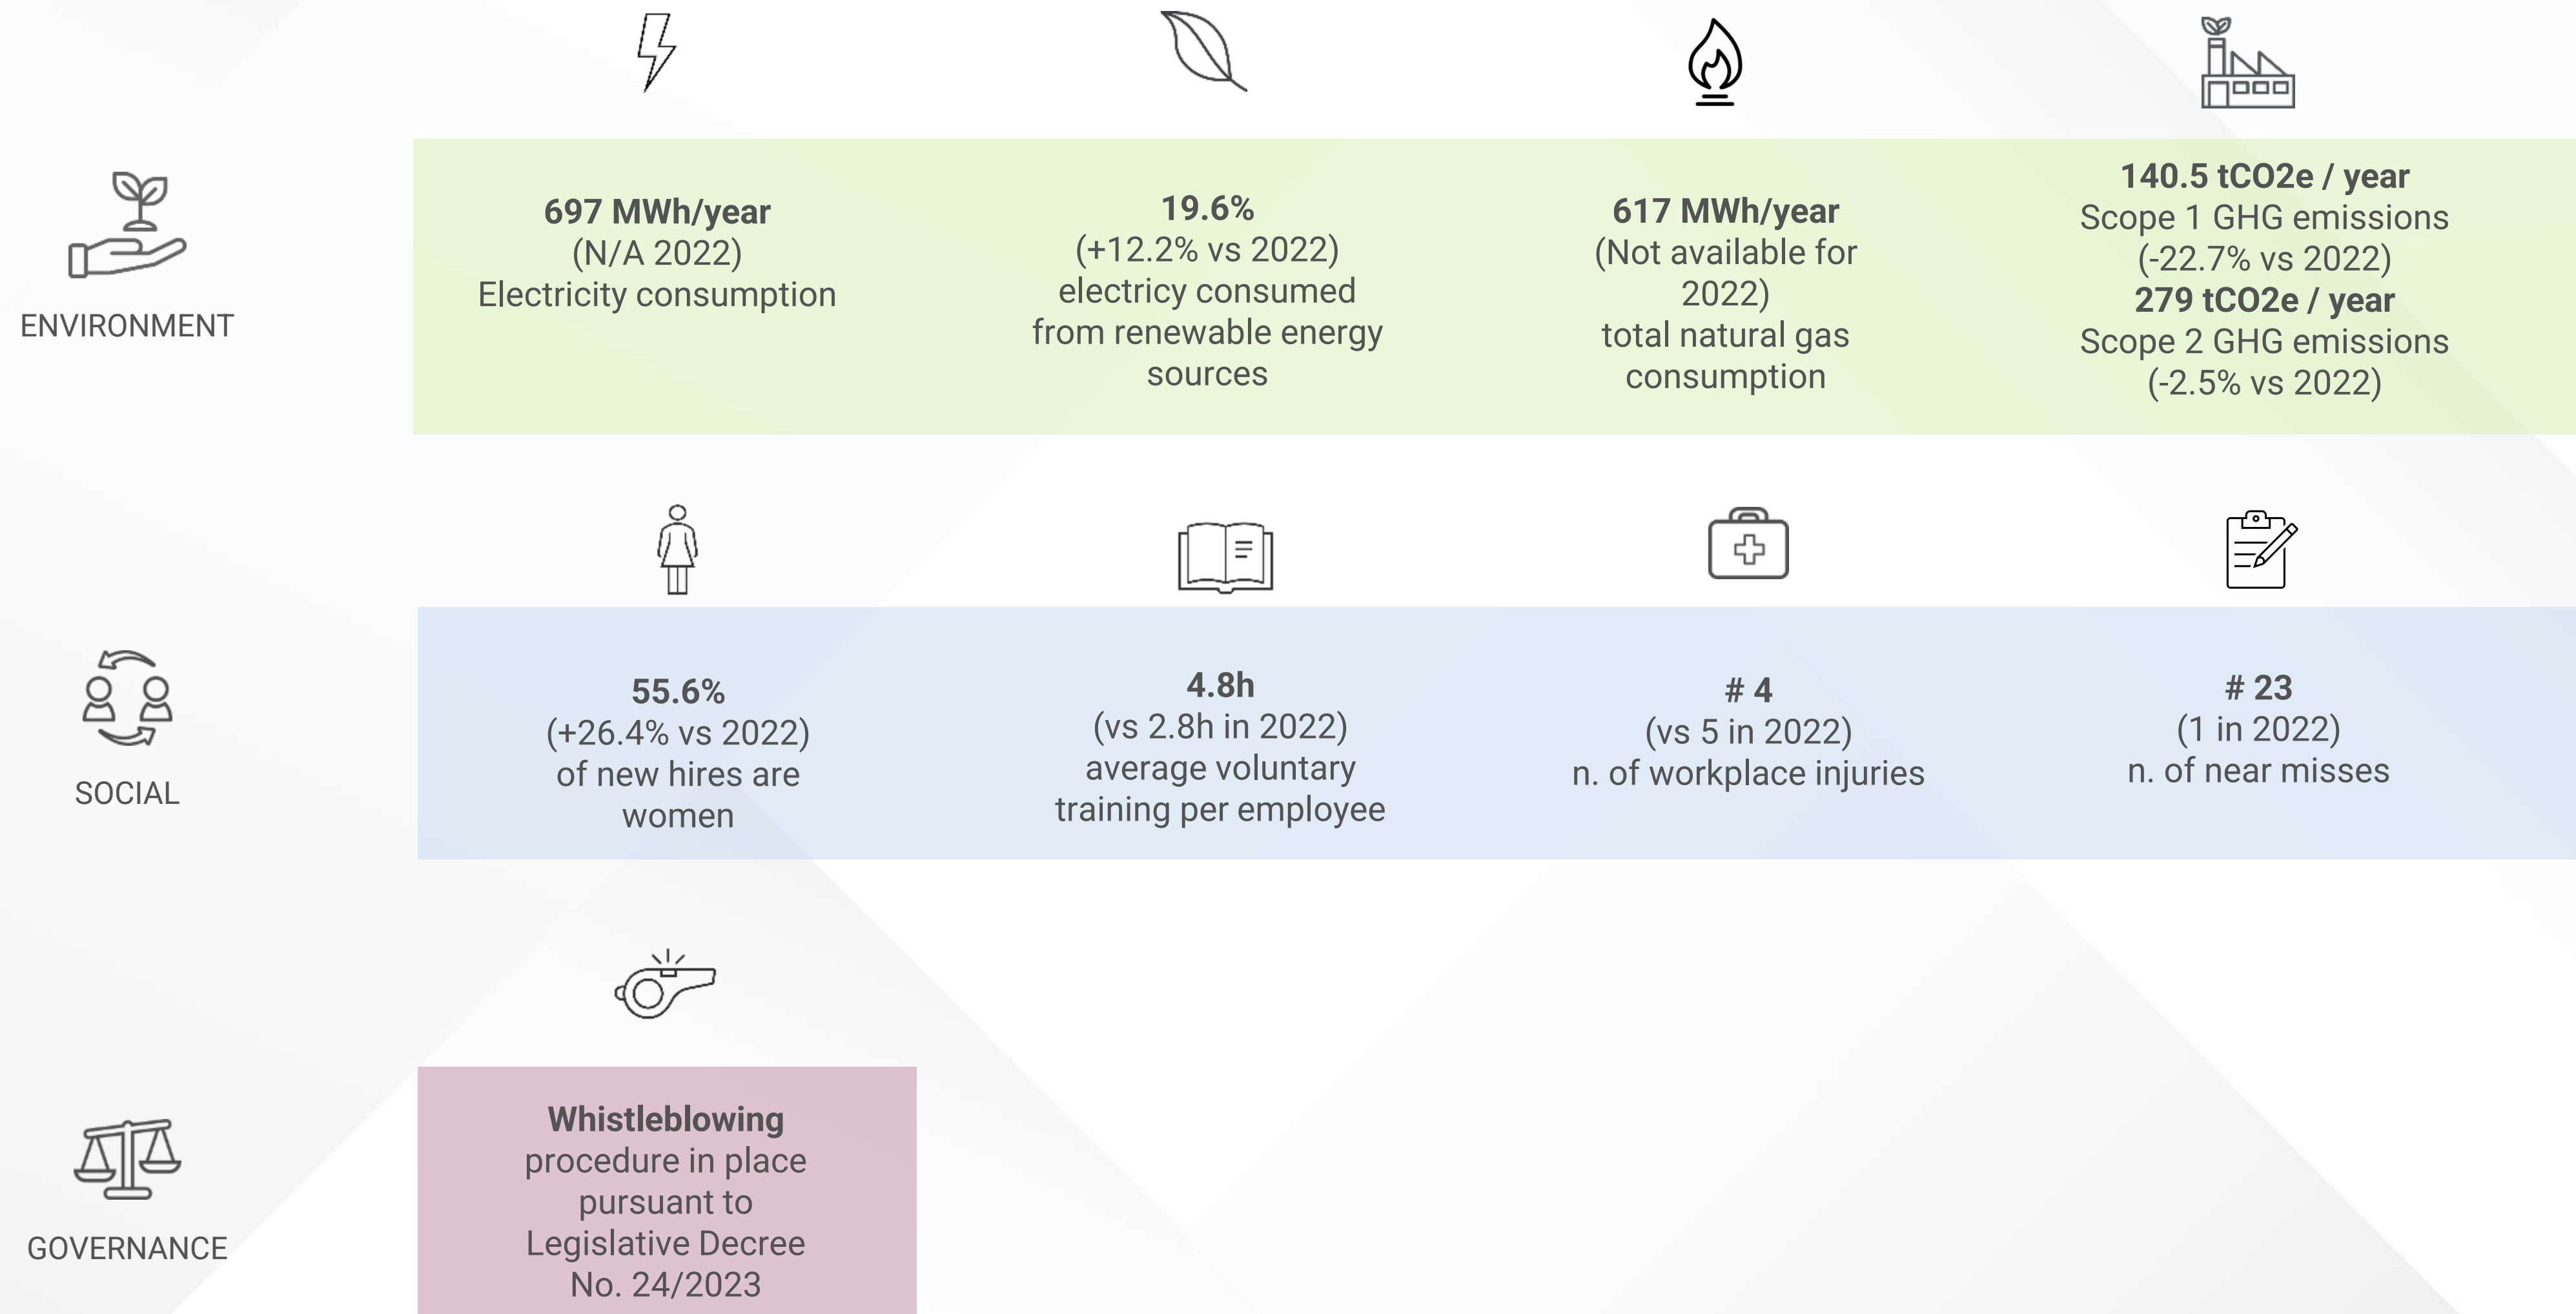 ENVIRONMENT
697 MWh/year
(N/A 2022)
Electricity consumption
19.6%
(+12.2% vs 2022)
electricy consumed
from renewable energy
sources
617 MWh/year
(Not available for
2022)
total natural gas
consumption
140.5 tCO2e / year
Scope 1 GHG emissions
(-22.7% vs 2022)
279 tCO2e / year
Scope 2 GHG emissions
(-2.5% vs 2022)
SOCIAL
55.6%
(+26.4% vs 2022)
of new hires are
women
4.8h
(vs 2.8h in 2022)
average voluntary
training per employee
# 4
(vs 5 in 2022)
n. of workplace injuries
# 23
(1 in 2022)
n. of near misses
GOVERNANCE
Whistleblowing
procedure in place
pursuant to
Legislative Decree
No. 24/2023